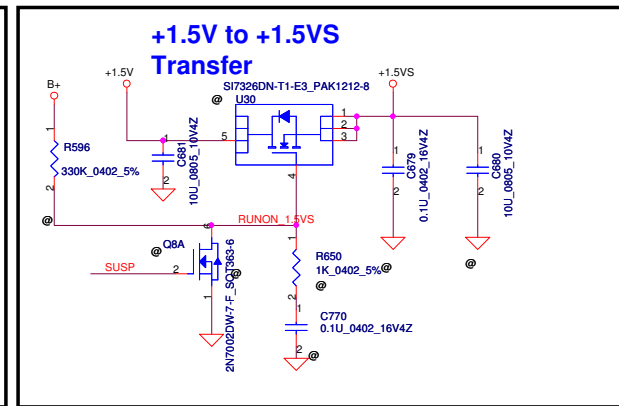 +1.5V to +1.5VS
Transfer
B+
+1.5V
+1.5VS
SI7326DN-T1-E3_PAK1212-8
@
U30
1
2
3
5
4
1
R596
330K_0402_5%
2
@
1
C681
10U_0805_10V4Z
2
1
C679
0.1U_0402_16V4Z
2
@
1
C680
10U_0805_10V4Z
2
@
RUNON_1.5VS
6
Q8A
@
@
SUSP
2
1
2N7002DW-7-F_SOT363-6
1
R650
1K_0402_5%
@
2
1
C770
0.1U_0402_16V4Z
2
@